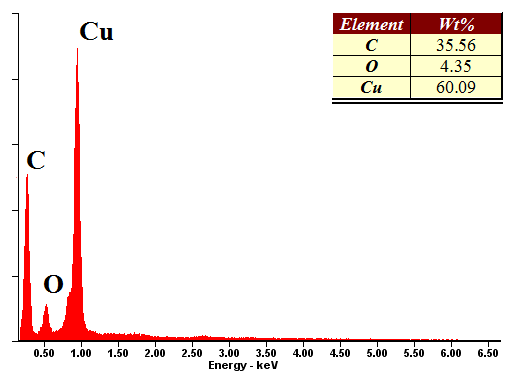 Cu
Element Wt%
C 35.56
O 4.35
Cu 60.09
C
O
0.50 1.00 1.50 2.00 2.50 3.00 3.50 4.00 4.50 5.00 5.50 6.00 6.50
Energy - keV